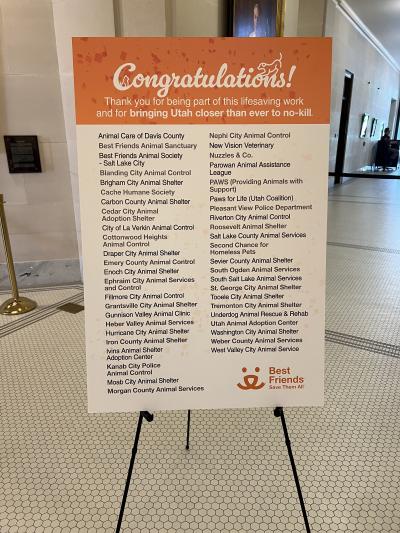 Congratulations!
Thank you for being part of this lifesaving work
and for bringing Utah closer than ever to no-kill.
Animal Care of Davis County
Best Friends Animal Sanctuary
Best Friends Animal Society
- Salt Lake City
Blanding City Animal Control
Brigham City Animal Shelter
Cache Humane Society
Carbon County Animal Shelter
Cedar City Animal
Adoption Shelter
City of La Verkin Animal Control
Cottonwood Heights
Animal Control
Draper City Animal Shelter
Emery County Animal Control
Enoch City Animal Shelter
Ephraim City Animal Services
and Control
Fillmore City Animal Control
Grantsville City Animal Shelter
Gunnison Valley Animal Clinic
Heber Valley Animal Services
Hurricane City Animal Shelter
Iron County Animal Shelter
Ivins Animal Shelter
Adoption Center
Kanab City Police
Animal Control
Moab City Animal Shelter
Morgan County Animal Services
Nephi City Animal Control
New Vision Veterinary
Nuzzles & Co.
Parowan Animal Assistance
League
PAWS (Providing Animals with
Support)
Paws for Life (Utah Coalition)
Pleasant View Police Department
Riverton City Animal Control
Roosevelt Animal Shelter
Salt Lake County Animal Services
Second Chance for
Homeless Pets
Sevier County Animal Shelter
South Ogden Animal Services
South Salt Lake Animal Services
St. George City Animal Shelter
Tooele City Animal Shelter
Tremonton City Animal Shelter
Underdog Animal Rescue & Rehab
Utah Animal Adoption Center
Washington City Animal Shelter
Weber County Animal Services
West Valley City Animal Service
Best
Friends
Save Them All